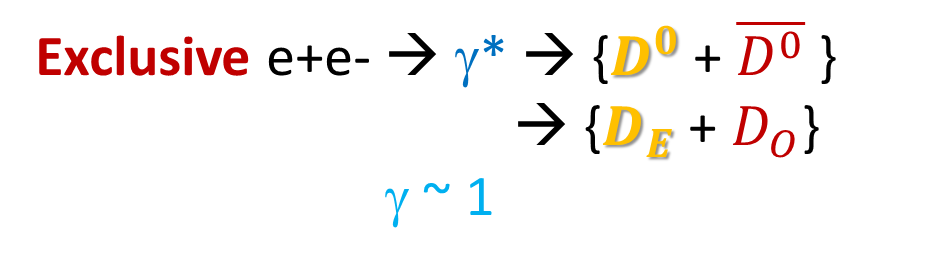 Exclusive e+e- → γ* → {D⁰ + D̅⁰ }
→ {D_E + D_O}
γ ~ 1